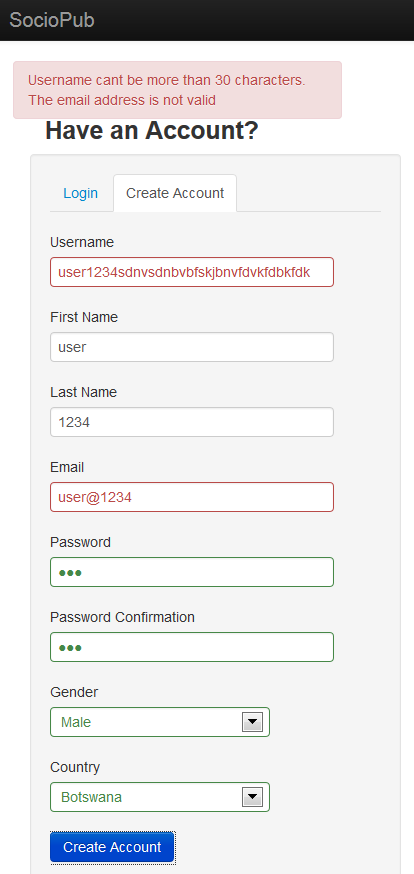 SocioPub
Username cant be more than 30 characters.
The email address is not valid
Have an Account?
Login
Create Account
Username
user1234sdnvsdnbvbfskjbnvfdvkfdbkfdk
First Name
user
Last Name
1234
Email
user@1234
Password
●●●
Password Confirmation
●●●
Gender
Male
Country
Botswana
Create Account